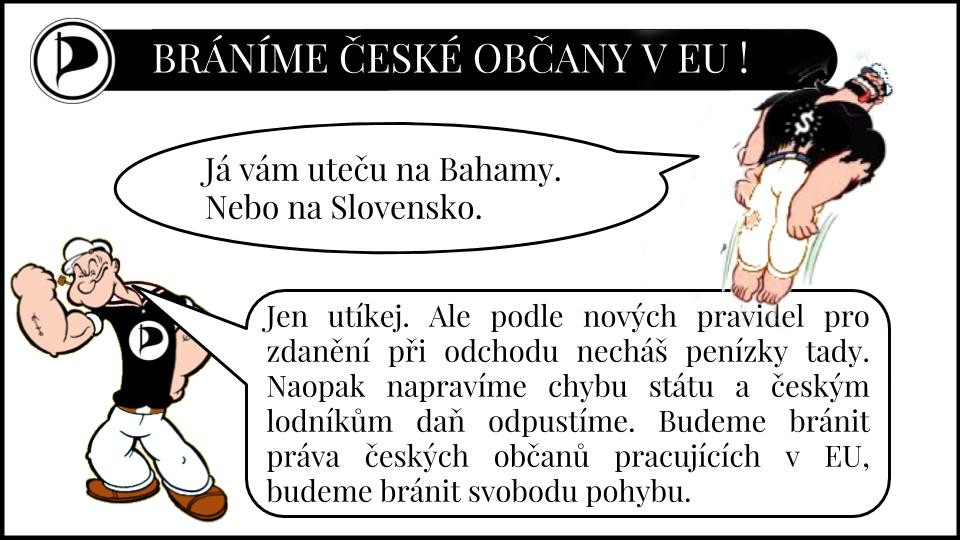 BRÁNÍME ČESKÉ OBČANY V EU !
Já vám uteču na Bahamy.
Nebo na Slovensko.
Jen utíkej. Ale podle nových pravidel pro
zdanění při odchodu necháš penízky tady.
Naopak napravíme chybu státu a českým
lodníkům daň odpustíme. Budeme bránit
práva českých občanů pracujících v EU,
budeme bránit svobodu pohybu.
$